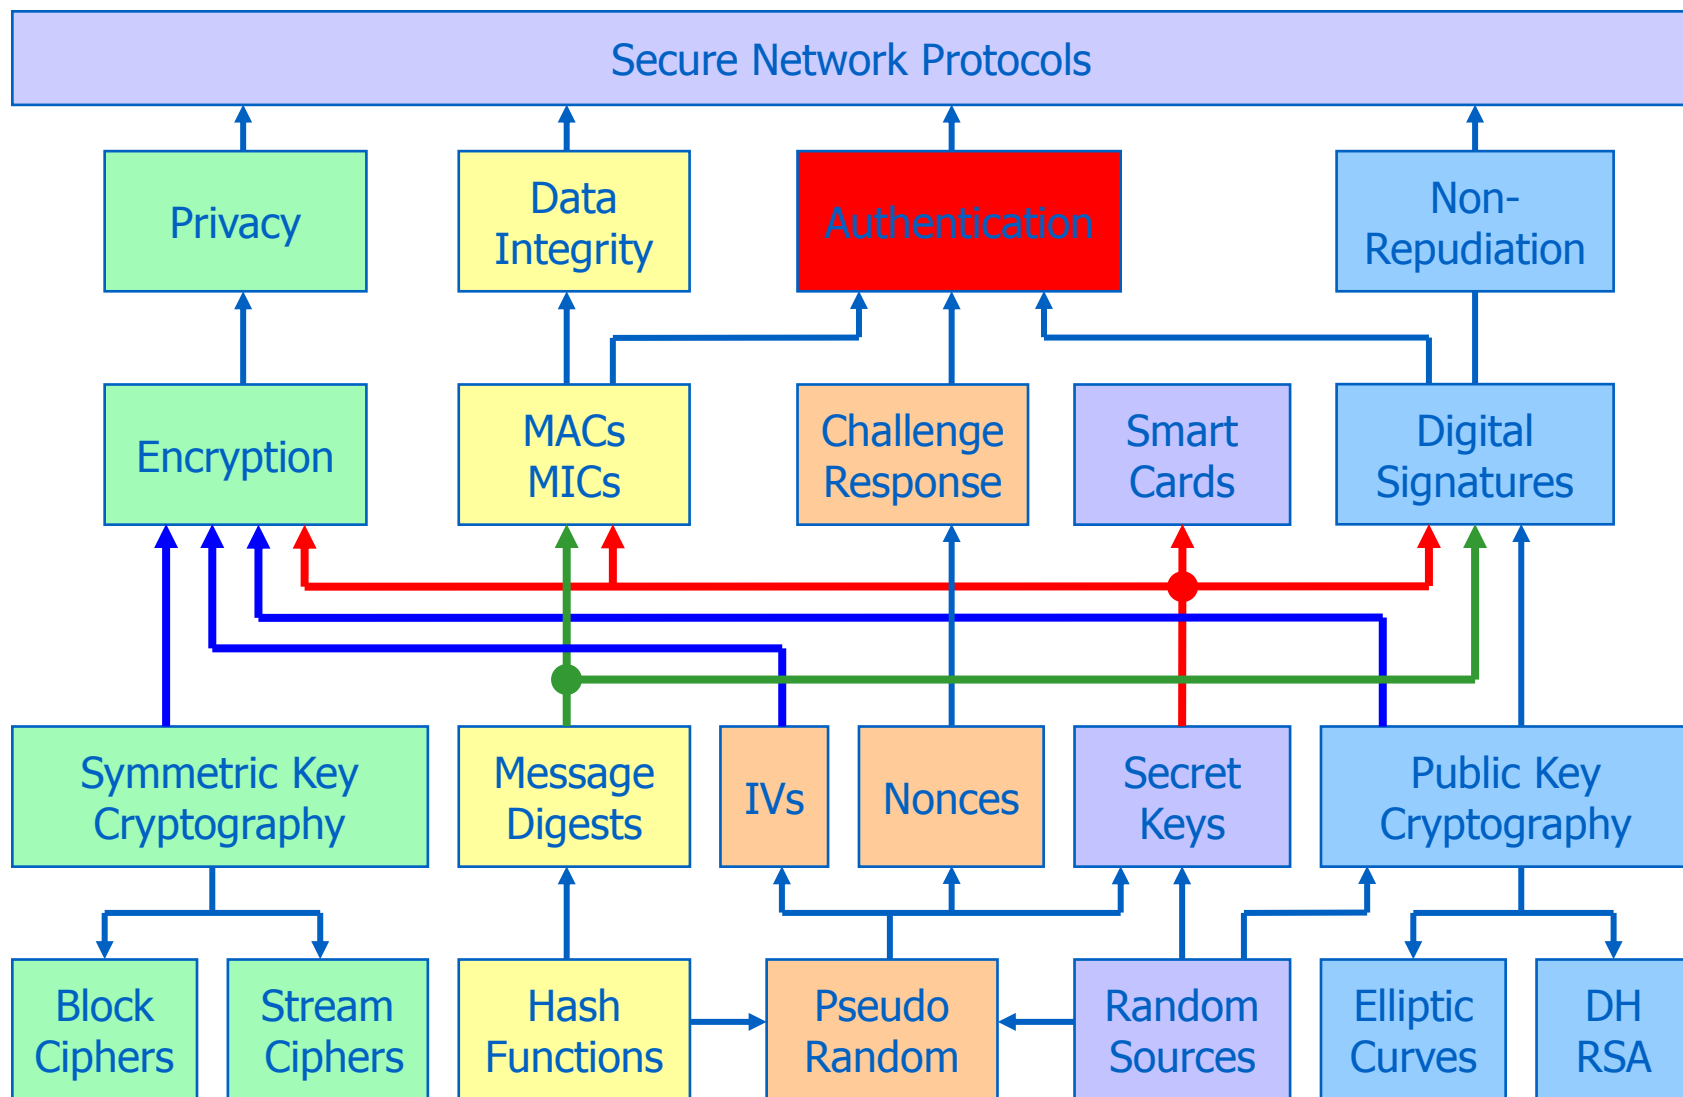 Secure Network Protocols
Privacy
Data
Integrity
Authentication
Non-
Repudiation
Encryption
MACs
MICs
Challenge
Response
Smart
Cards
Digital
Signatures
Symmetric Key
Cryptography
Message
Digests
IVs
Nonces
Secret
Keys
Public Key
Cryptography
Block
Ciphers
Stream
Ciphers
Hash
Functions
Pseudo
Random
Random
Sources
Elliptic
Curves
DH
RSA